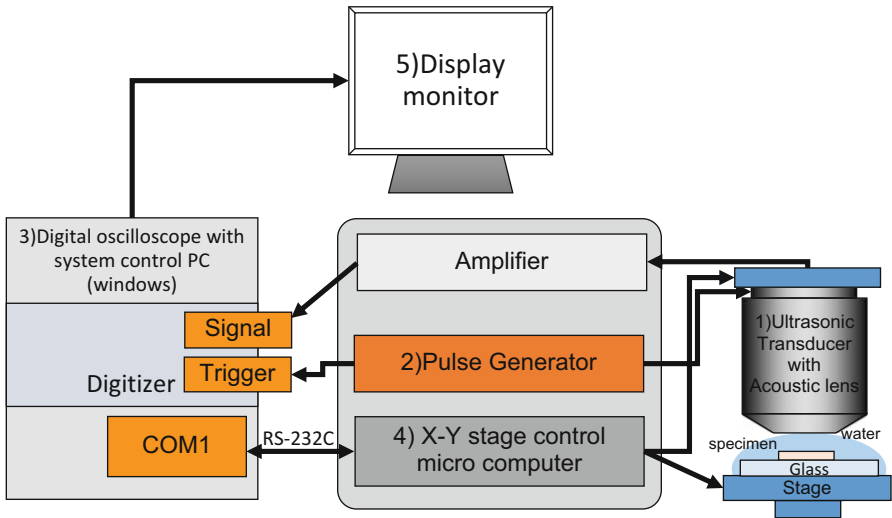 5)Display
monitor
3)Digital oscilloscope with
system control PC
(windows)
Amplifier
Signal
2)Pulse Generator
Trigger
Digitizer
COM1
RS-232C
4) X-Y stage control
micro computer
1)Ultrasonic
Transducer
with
Acoustic lens
specimen
water
Glass
Stage